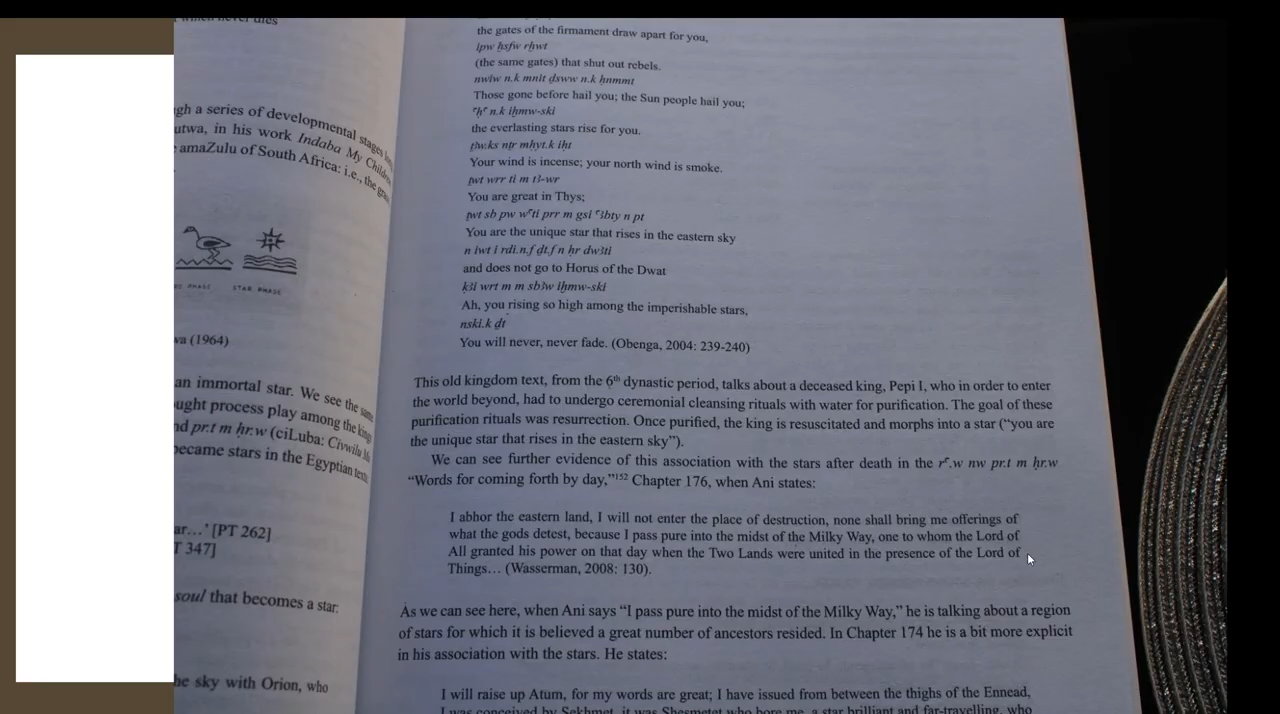 which never dies
gh a series of developmental stages
utwa, in his work Indaba My Children
amaZulu of South Africa: i.e., the
STAR PHASE
wa (1964)
an immortal star. We see the same
ught process play among the
nd pr.t m ḥr.w (ciLuba: Civwilu
became stars in the Egyptian
ar…' [PT 262]
T 347]
soul that becomes a star:
he sky with Orion, who
the gates of the firmament draw apart for you,
ipw ḫsfw rḫwt
(the same gates) that shut out rebels.
nwiw n.k mnit ḏsww n.k ḥnmmt
Those gone before hail you; the Sun people hail you;
ꜥḥꜥ n.k iḫmw-ski
the everlasting stars rise for you.
ṯꜣw.ks nṯr mḥyt.k iḥt
Your wind is incense; your north wind is smoke.
ṯwt wrr ti m tꜣ-wr
You are great in Thys;
ṯwt sb pw wꜥti prr m gsi ꜥꜣbty n pt
You are the unique star that rises in the eastern sky
n iwt i rdi.n.f ḏt.f n ḥr dwꜣti
and does not go to Horus of the Dwat
ḳꜣi wrt m m sbꜣw iḫmw-ski
Ah, you rising so high among the imperishable stars,
nski.k ḏt
You will never, never fade. (Obenga, 2004: 239-240)
This old kingdom text, from the 6th dynastic period, talks about a deceased king, Pepi I, who in order to enter
the world beyond, had to undergo ceremonial cleansing rituals with water for purification. The goal of these
purification rituals was resurrection. Once purified, the king is resuscitated and morphs into a star ("you are
the unique star that rises in the eastern sky").
We can see further evidence of this association with the stars after death in the rꜥ.w nw pr.t m ḥr.w
"Words for coming forth by day,"152 Chapter 176, when Ani states:
I abhor the eastern land, I will not enter the place of destruction, none shall bring me offerings of
what the gods detest, because I pass pure into the midst of the Milky Way, one to whom the Lord of
All granted his power on that day when the Two Lands were united in the presence of the Lord of
Things… (Wasserman, 2008: 130).
As we can see here, when Ani says "I pass pure into the midst of the Milky Way," he is talking about a region
of stars for which it is believed a great number of ancestors resided. In Chapter 174 he is a bit more explicit
in his association with the stars. He states:
I will raise up Atum, for my words are great; I have issued from between the thighs of the Ennead,
I was conceived by Sekhmet, it was Shesmetet who bore me, a star brilliant and far-travelling, who